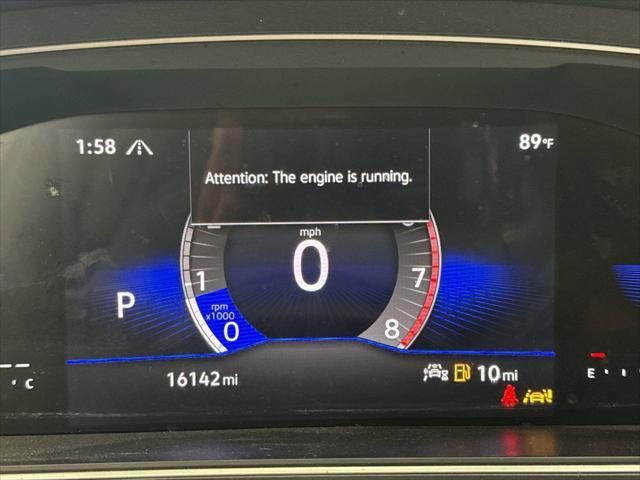 1:58
89°F
Attention: The engine is running.
mph
0
1
7
P
rpm
x1000
0
8
16142 mi
10 mi
C
E